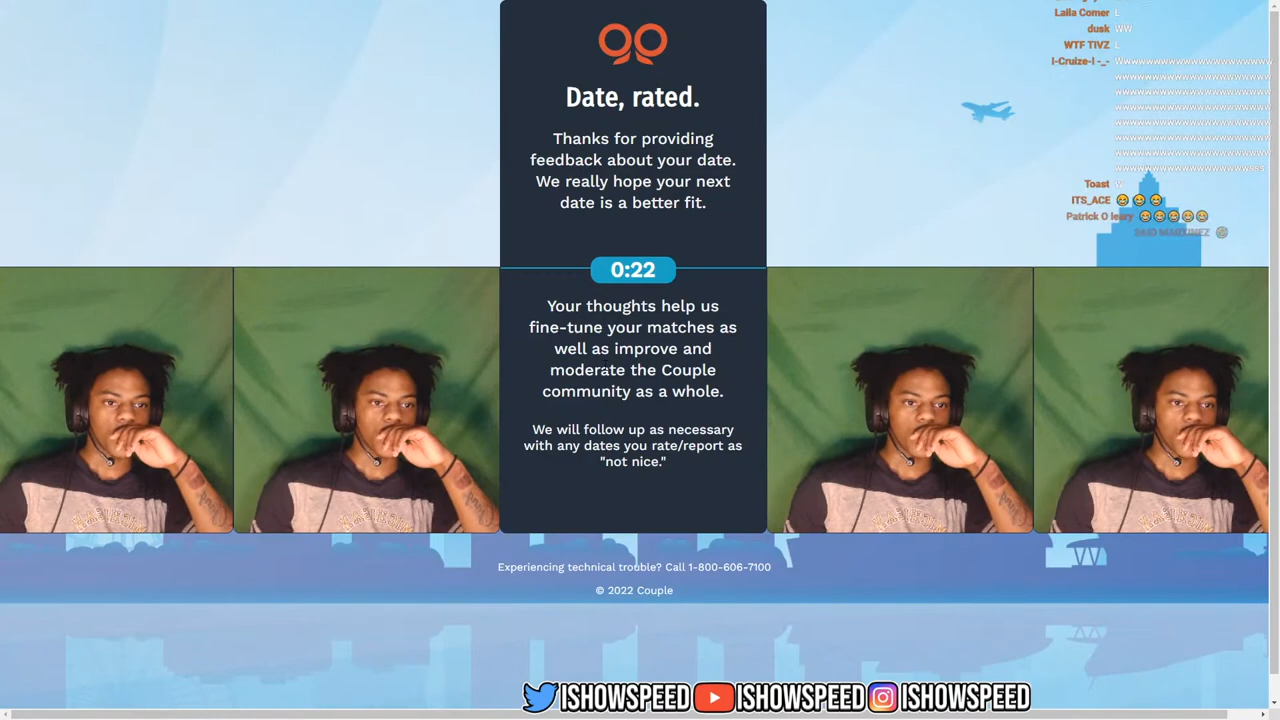 Laila Comer L
dusk WW
WTF TIVZ L
I-Cruize-I -_-
Toast W
ITS_ACE
Patrick O leary
SAID MARTINEZ
Date, rated.
Thanks for providing
feedback about your date.
We really hope your next
date is a better fit.
0:22
Your thoughts help us
fine-tune your matches as
well as improve and
moderate the Couple
community as a whole.
We will follow up as necessary
with any dates you rate/report as
"not nice."
Experiencing technical trouble? Call 1-800-606-7100
© 2022 Couple
ISHOWSPEED ISHOWSPEED ISHOWSPEED